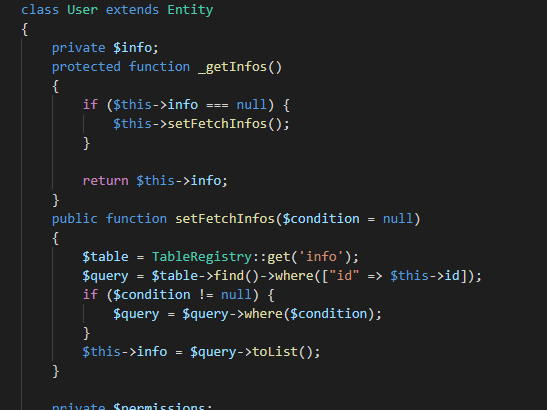 class User extends Entity
{
private $info;
protected function _getInfos()
{
if ($this->info === null) {
$this->setFetchInfos();
}
return $this->info;
}
public function setFetchInfos($condition = null)
{
$table = TableRegistry::get('info');
$query = $table->find()->where(["id" => $this->id]);
if ($condition != null) {
$query = $query->where($condition);
}
$this->info = $query->toList();
}
private $permissions;